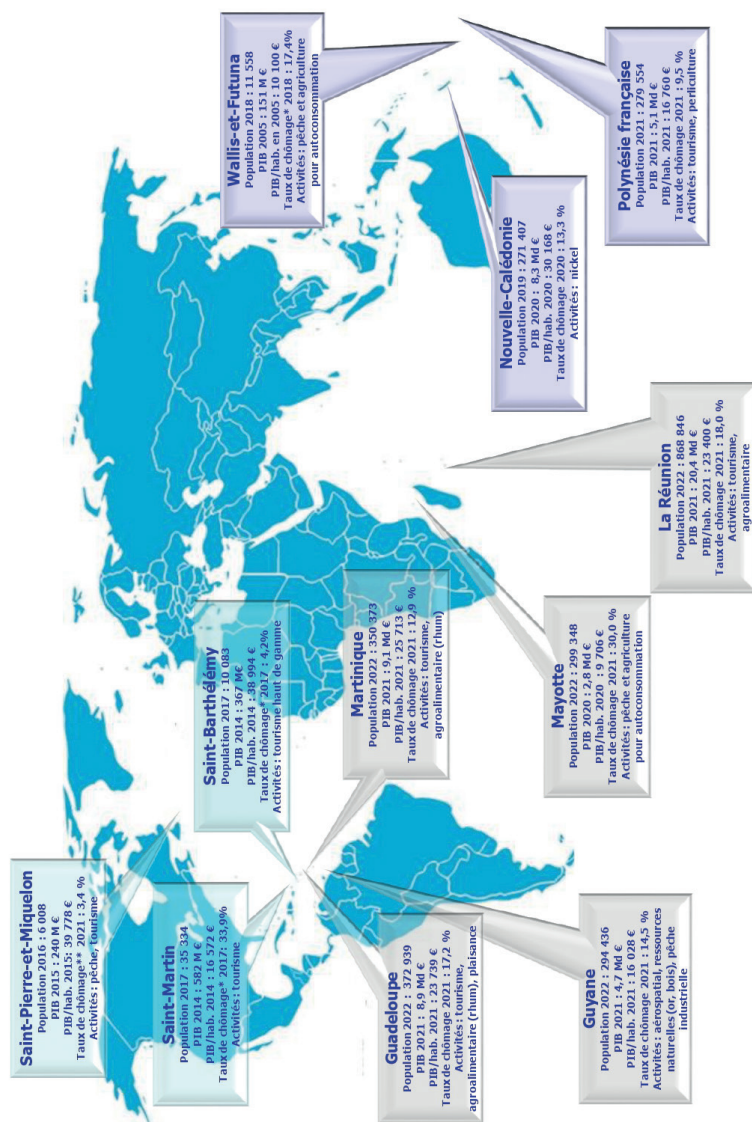 Saint-Pierre-et-Miquelon
Population 2016 : 6 008
PIB 2015 : 240 M €
PIB/hab. 2015: 39 778 €
Taux de chômage** 2021 : 3,4 %
Activités : pêche, tourisme
Saint-Martin
Population 2017 : 35 334
PIB 2014 : 582 M €
PIB/hab. 2014 : 16 572 €
Taux de chômage* 2017: 33,9%
Activités : tourisme
Saint-Barthélémy
Population 2017 : 10 083
PIB 2014 : 367 M€
PIB/hab. 2014 : 38 994 €
Taux de chômage* 2017 : 4,2%
Activités : tourisme haut de gamme
Guadeloupe
Population 2022 : 372 939
PIB 2021 : 8,9 Md €
PIB/hab. 2021 : 23 739 €
Taux de chômage 2021 :17,2 %
Activités : tourisme,
agroalimentaire (rhum), plaisance
Martinique
Population 2022 : 350 373
PIB 2021 : 9,1 Md €
PIB/hab. 2021 : 25 713 €
Taux de chômage 2021 : 12,9 %
Activités : tourisme,
agroalimentaire (rhum)
Guyane
Population 2022 : 294 436
PIB 2021 : 4,7 Md €
PIB/hab. 2021 : 16 028 €
Taux de chômage 2021 : 14,5 %
Activités : aérospatial, ressources
naturelles (or, bois), pêche
industrielle
Mayotte
Population 2022 : 299 348
PIB 2020 : 2,8 Md €
PIB/hab. 2020 : 9 706 €
Taux de chômage 2021 : 30,0 %
Activités : pêche et agriculture
pour autoconsommation
La Réunion
Population 2022 : 868 846
PIB 2021 : 20,4 Md €
PIB/hab. 2021 : 23 400 €
Taux de chômage 2021 : 18,0 %
Activités : tourisme,
agroalimentaire
Wallis-et-Futuna
Population 2018 : 11 558
PIB 2005 : 151 M €
PIB/hab. en 2005 : 10 100 €
Taux de chômage* 2018 : 17,4%
Activités : pêche et agriculture
pour autoconsommation
Nouvelle-Calédonie
Population 2019 : 271 407
PIB 2020 : 8,3 Md €
PIB/hab. 2020 : 30 168 €
Taux de chômage 2020 : 13,3 %
Activités : nickel
Polynésie française
Population 2021 : 279 554
PIB 2021 : 5,1 Md €
PIB/hab. 2021 : 16 760 €
Taux de chômage 2021 : 9,5 %
Activités : tourisme, perliculture